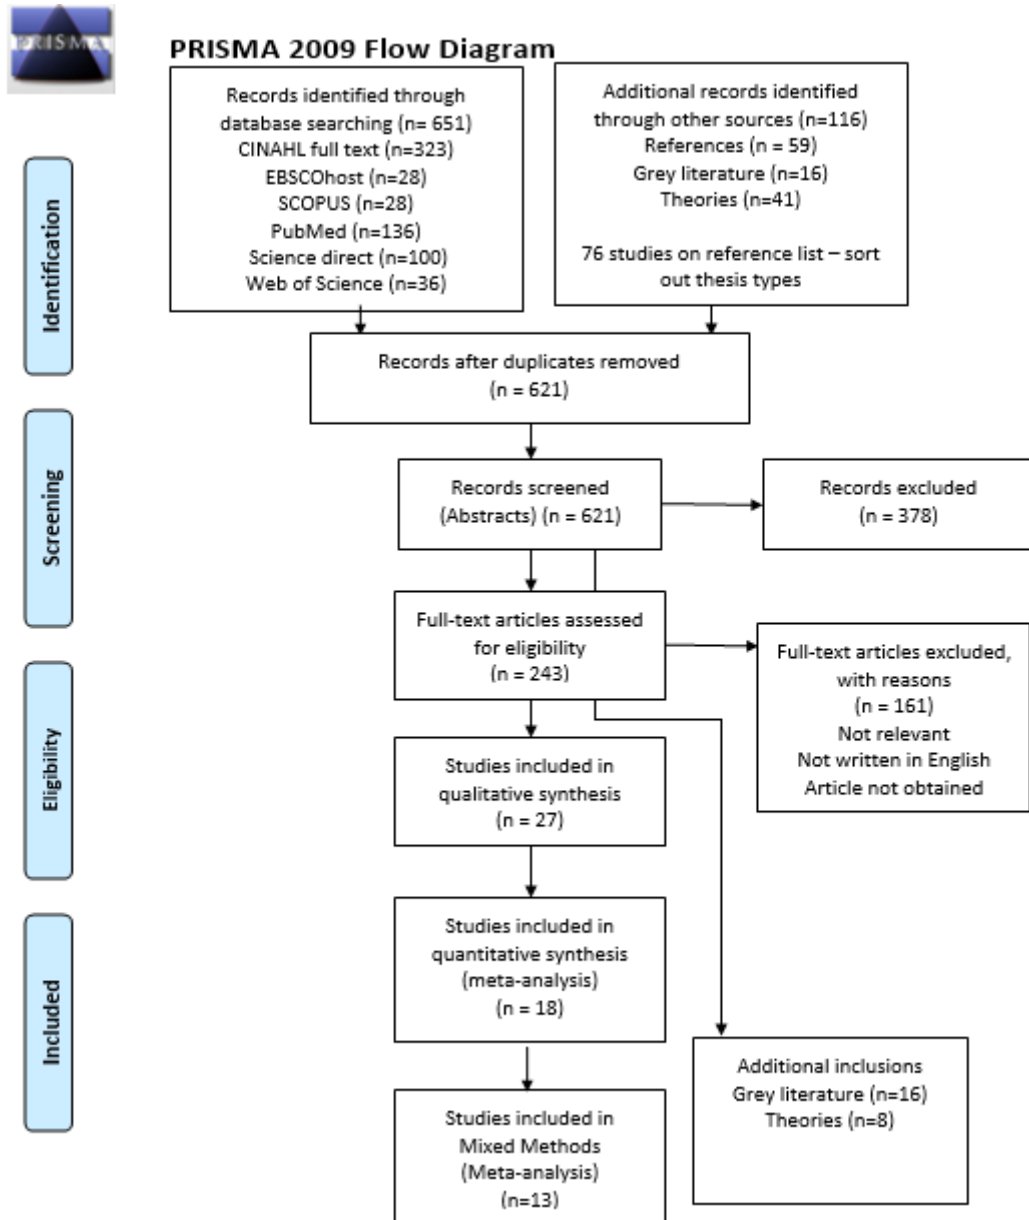 PRISMA
PRISMA 2009 Flow Diagram
Records identified through
database searching (n= 651)
CINAHL full text (n=323)
EBSCOhost (n=28)
SCOPUS (n=28)
PubMed (n=136)
Science direct (n=100)
Web of Science (n=36)
Additional records identified
through other sources (n=116)
References (n = 59)
Grey literature (n=16)
Theories (n=41)
76 studies on reference list – sort
out thesis types
Identification
Records after duplicates removed
(n = 621)
Screening
Records screened
(Abstracts) (n = 621)
Records excluded
(n = 378)
Full-text articles assessed
for eligibility
(n = 243)
Full-text articles excluded,
with reasons
(n = 161)
Not relevant
Not written in English
Article not obtained
Eligibility
Studies included in
qualitative synthesis
(n = 27)
Included
Studies included in
quantitative synthesis
(meta-analysis)
(n = 18)
Additional inclusions
Grey literature (n=16)
Theories (n=8)
Studies included in
Mixed Methods
(Meta-analysis)
(n=13)